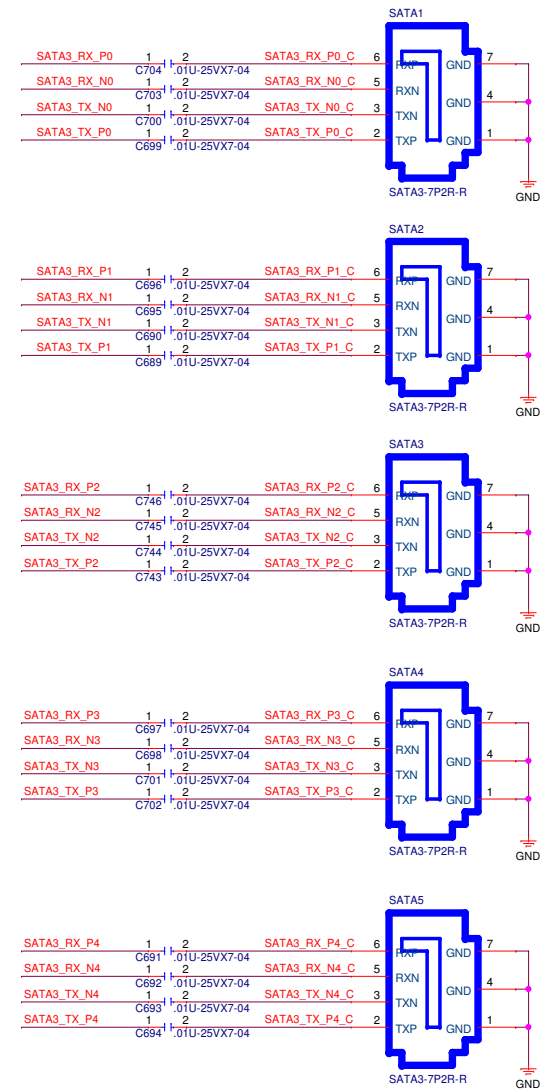 SATA1
SATA3_RX_P0 1 2 SATA3_RX_P0_C 6 RXP GND 7
C704 .01U-25VX7-04
SATA3_RX_N0 1 2 SATA3_RX_N0_C 5 RXN
C703 .01U-25VX7-04
SATA3_TX_N0 1 2 SATA3_TX_N0_C 3 TXN GND 4
C700 .01U-25VX7-04
SATA3_TX_P0 1 2 SATA3_TX_P0_C 2 TXP GND 1
C699 .01U-25VX7-04
SATA3-7P2R-R
GND
SATA2
SATA3_RX_P1 1 2 SATA3_RX_P1_C 6 RXP GND 7
C696 .01U-25VX7-04
SATA3_RX_N1 1 2 SATA3_RX_N1_C 5 RXN
C695 .01U-25VX7-04
SATA3_TX_N1 1 2 SATA3_TX_N1_C 3 TXN GND 4
C690 .01U-25VX7-04
SATA3_TX_P1 1 2 SATA3_TX_P1_C 2 TXP GND 1
C689 .01U-25VX7-04
SATA3-7P2R-R
GND
SATA3
SATA3_RX_P2 1 2 SATA3_RX_P2_C 6 RXP GND 7
C746 .01U-25VX7-04
SATA3_RX_N2 1 2 SATA3_RX_N2_C 5 RXN
C745 .01U-25VX7-04
SATA3_TX_N2 1 2 SATA3_TX_N2_C 3 TXN GND 4
C744 .01U-25VX7-04
SATA3_TX_P2 1 2 SATA3_TX_P2_C 2 TXP GND 1
C743 .01U-25VX7-04
SATA3-7P2R-R
GND
SATA4
SATA3_RX_P3 1 2 SATA3_RX_P3_C 6 RXP GND 7
C697 .01U-25VX7-04
SATA3_RX_N3 1 2 SATA3_RX_N3_C 5 RXN
C698 .01U-25VX7-04
SATA3_TX_N3 1 2 SATA3_TX_N3_C 3 TXN GND 4
C701 .01U-25VX7-04
SATA3_TX_P3 1 2 SATA3_TX_P3_C 2 TXP GND 1
C702 .01U-25VX7-04
SATA3-7P2R-R
GND
SATA5
SATA3_RX_P4 1 2 SATA3_RX_P4_C 6 RXP GND 7
C691 .01U-25VX7-04
SATA3_RX_N4 1 2 SATA3_RX_N4_C 5 RXN
C692 .01U-25VX7-04
SATA3_TX_N4 1 2 SATA3_TX_N4_C 3 TXN GND 4
C693 .01U-25VX7-04
SATA3_TX_P4 1 2 SATA3_TX_P4_C 2 TXP GND 1
C694 .01U-25VX7-04
SATA3-7P2R-R
GND